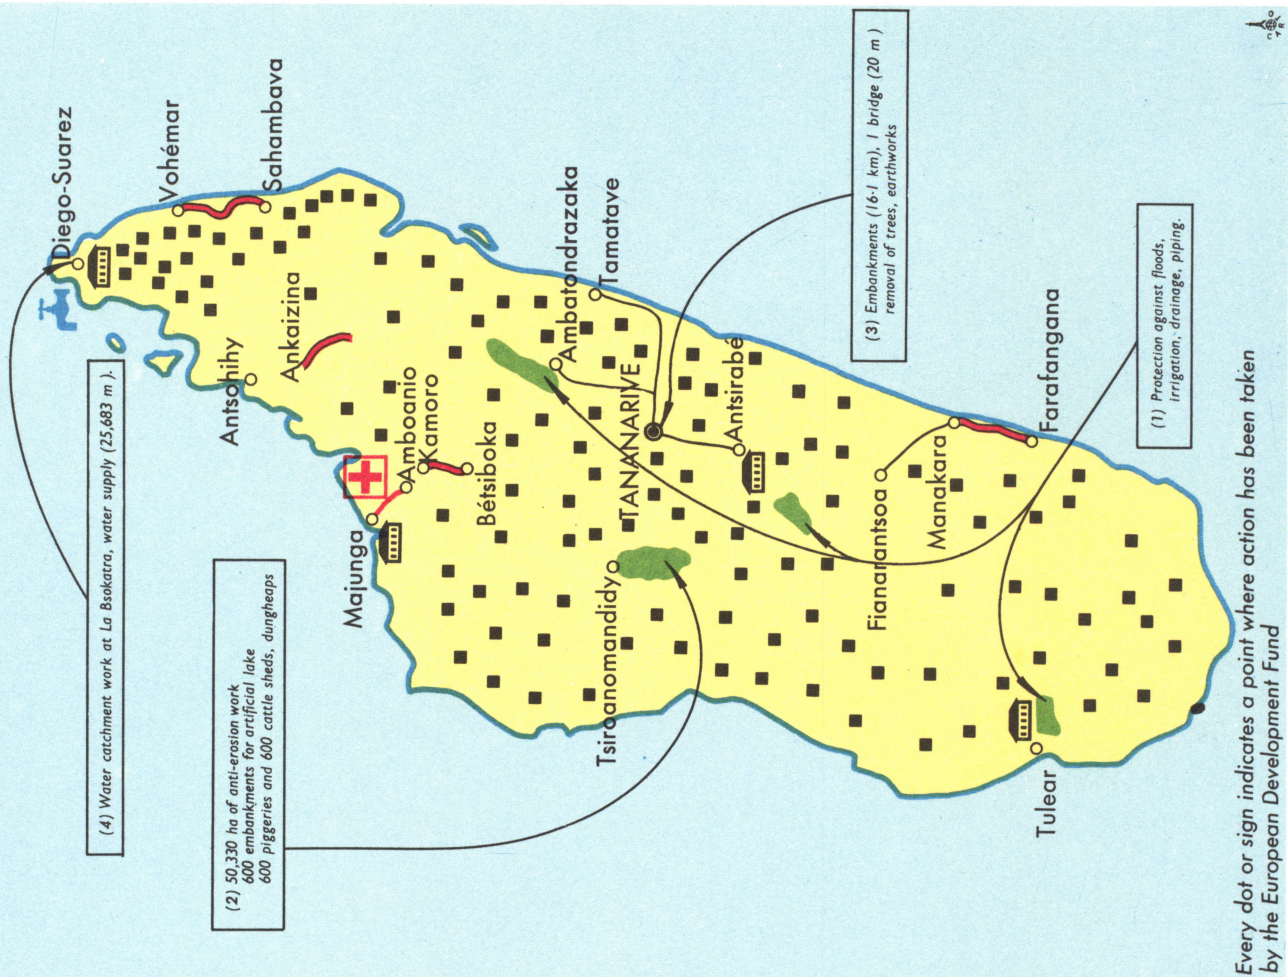 Diego-Suarez
Vohémar
Sahambava
Antsohihy
Ankaizina
Amboanio
Kamoro
Majunga
Bétsiboka
Ambatondrazaka
Tamatave
TANANARIVE
Antsirabé
Tsiroanomandidy
Fianarantsoa
Manakara
Farafangana
Tulear
(4) Water catchment work at La Bsokatra, water supply (25,683 m ).
(2) 50,330 ha of anti-erosion work
600 embankments for artificial lake
600 piggeries and 600 cattle sheds, dungheaps
(3) Embankments (16·1 km), 1 bridge (20 m )
removal of trees, earthworks
(1) Protection against floods,
irrigation, drainage, piping.
Every dot or sign indicates a point where action has been taken
by the European Development Fund